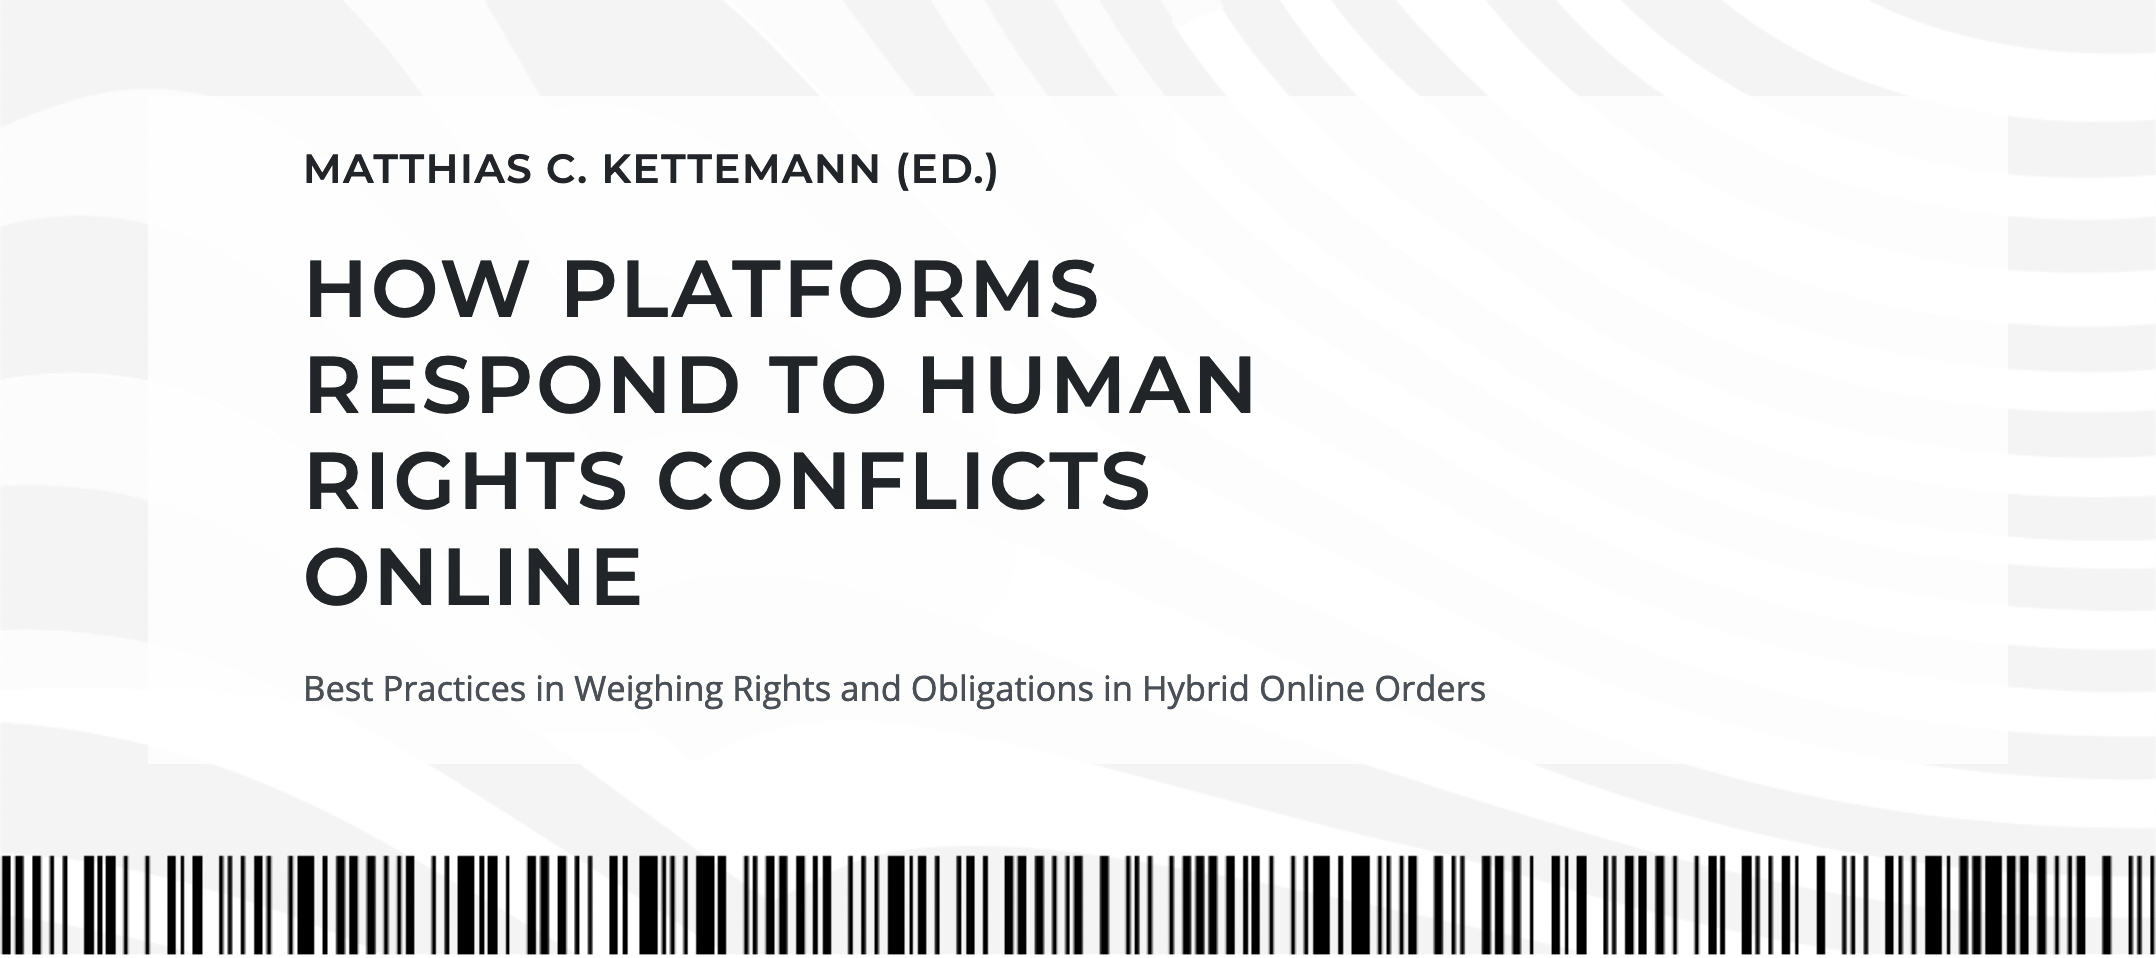 MATTHIAS C. KETTEMANN (ED.)
HOW PLATFORMS
RESPOND TO HUMAN
RIGHTS CONFLICTS
ONLINE
Best Practices in Weighing Rights and Obligations in Hybrid Online Orders